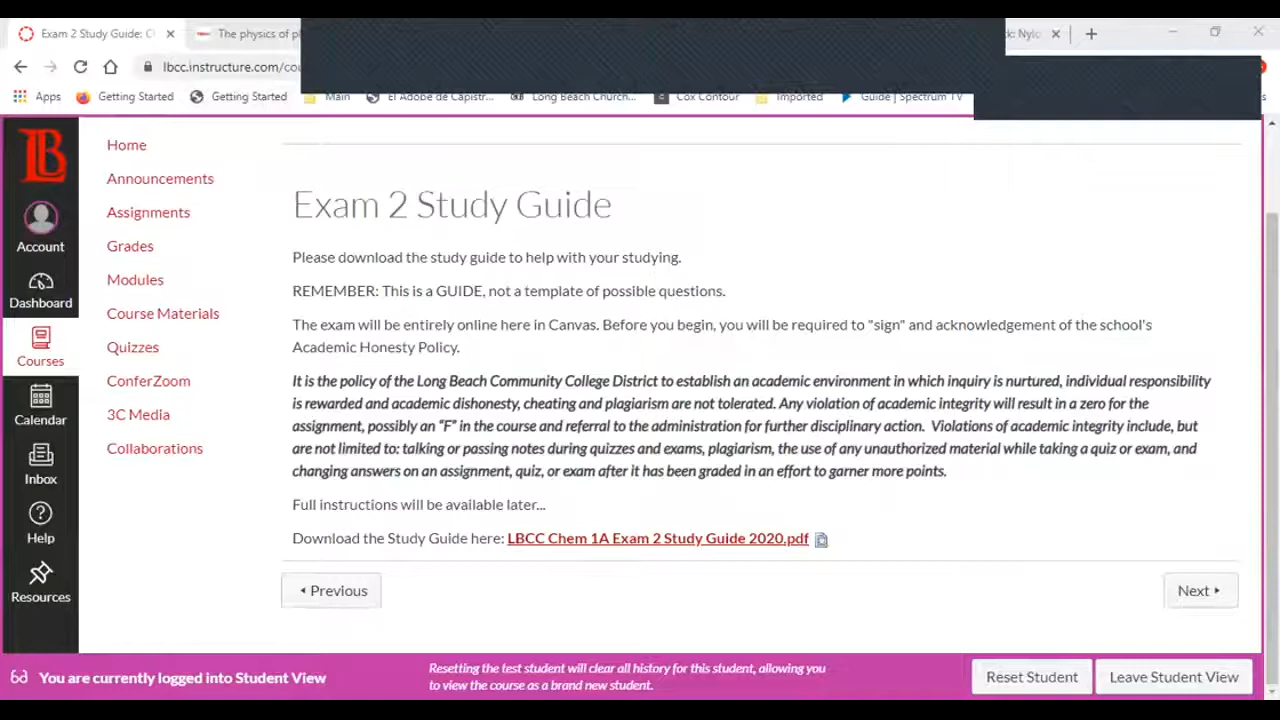 Exam 2 Study Guide: C
The physics of pl
k: Nylo
lbcc.instructure.com/cou
Apps
Getting Started
Getting Started
Main
El Adobe de Capistr...
Long Beach Church...
Cox Contour
Imported
Guide | Spectrum TV
LB
Account
Dashboard
Courses
Calendar
Inbox
Help
Resources
Home
Announcements
Assignments
Grades
Modules
Course Materials
Quizzes
ConferZoom
3C Media
Collaborations
Exam 2 Study Guide
Please download the study guide to help with your studying.
REMEMBER: This is a GUIDE, not a template of possible questions.
The exam will be entirely online here in Canvas. Before you begin, you will be required to "sign" and acknowledgement of the school's
Academic Honesty Policy.
It is the policy of the Long Beach Community College District to establish an academic environment in which inquiry is nurtured, individual responsibility
is rewarded and academic dishonesty, cheating and plagiarism are not tolerated. Any violation of academic integrity will result in a zero for the
assignment, possibly an “F” in the course and referral to the administration for further disciplinary action.  Violations of academic integrity include, but
are not limited to: talking or passing notes during quizzes and exams, plagiarism, the use of any unauthorized material while taking a quiz or exam, and
changing answers on an assignment, quiz, or exam after it has been graded in an effort to garner more points.
Full instructions will be available later...
Download the Study Guide here: LBCC Chem 1A Exam 2 Study Guide 2020.pdf
Previous
Next
You are currently logged into Student View
Resetting the test student will clear all history for this student, allowing you
to view the course as a brand new student.
Reset Student
Leave Student View